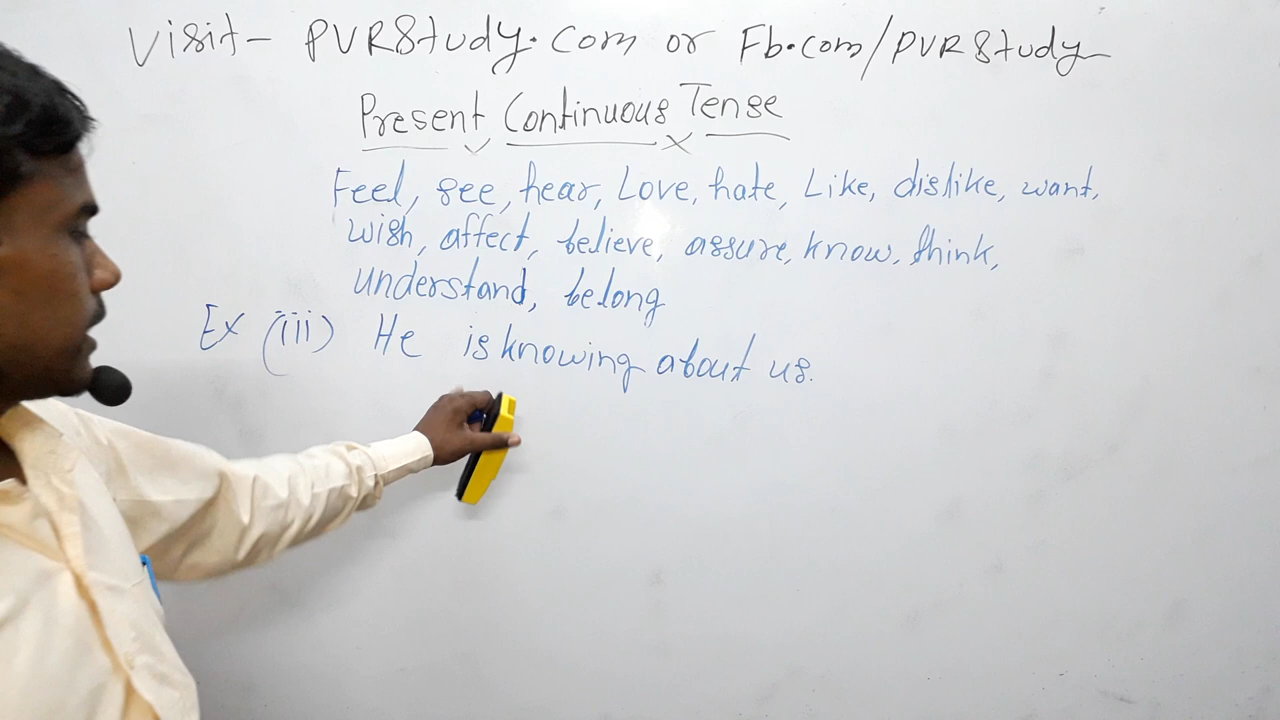 Visit- PVRStudy.Com or Fb.com/PVRStudy
Present Continuous Tense
Feel, see, hear, Love, hate, Like, dislike, want,
wish, affect, believe, assure, know, think,
understand, belong
Ex (iii) He is knowing about us.